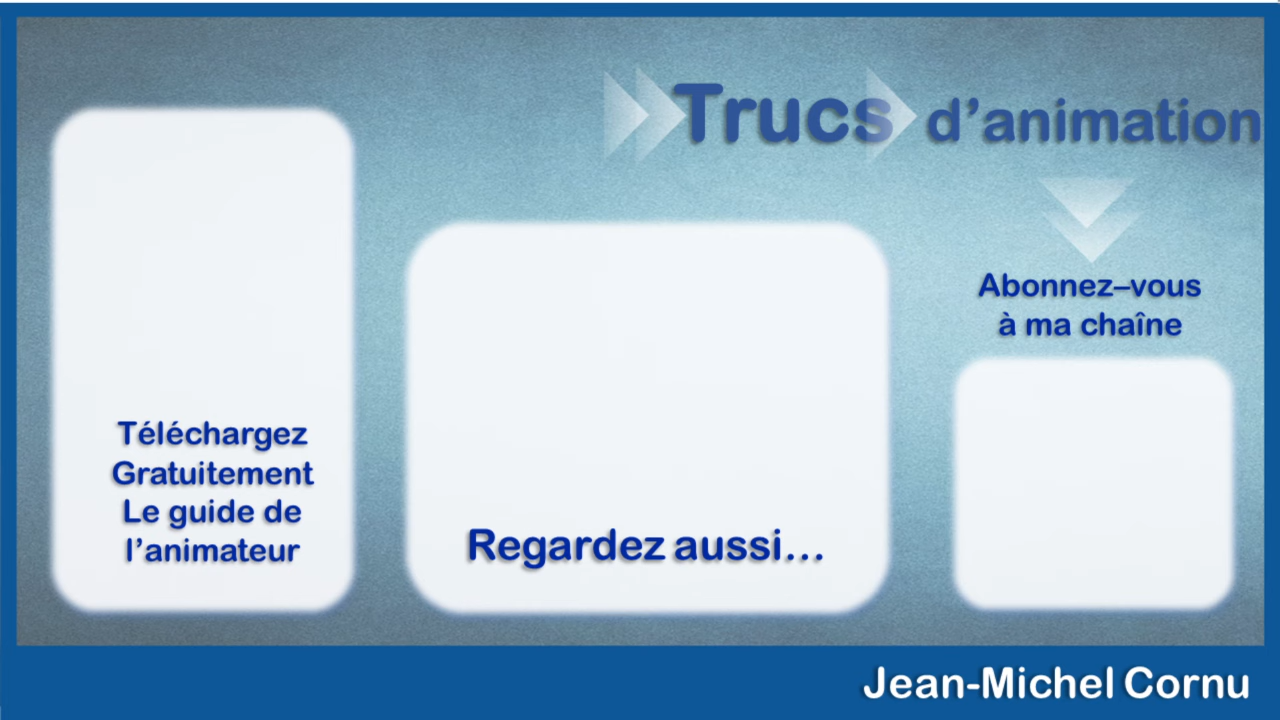 Trucs d’animation
Abonnez–vous
à ma chaîne
Téléchargez
Gratuitement
Le guide de
l’animateur
Regardez aussi…
Jean-Michel Cornu